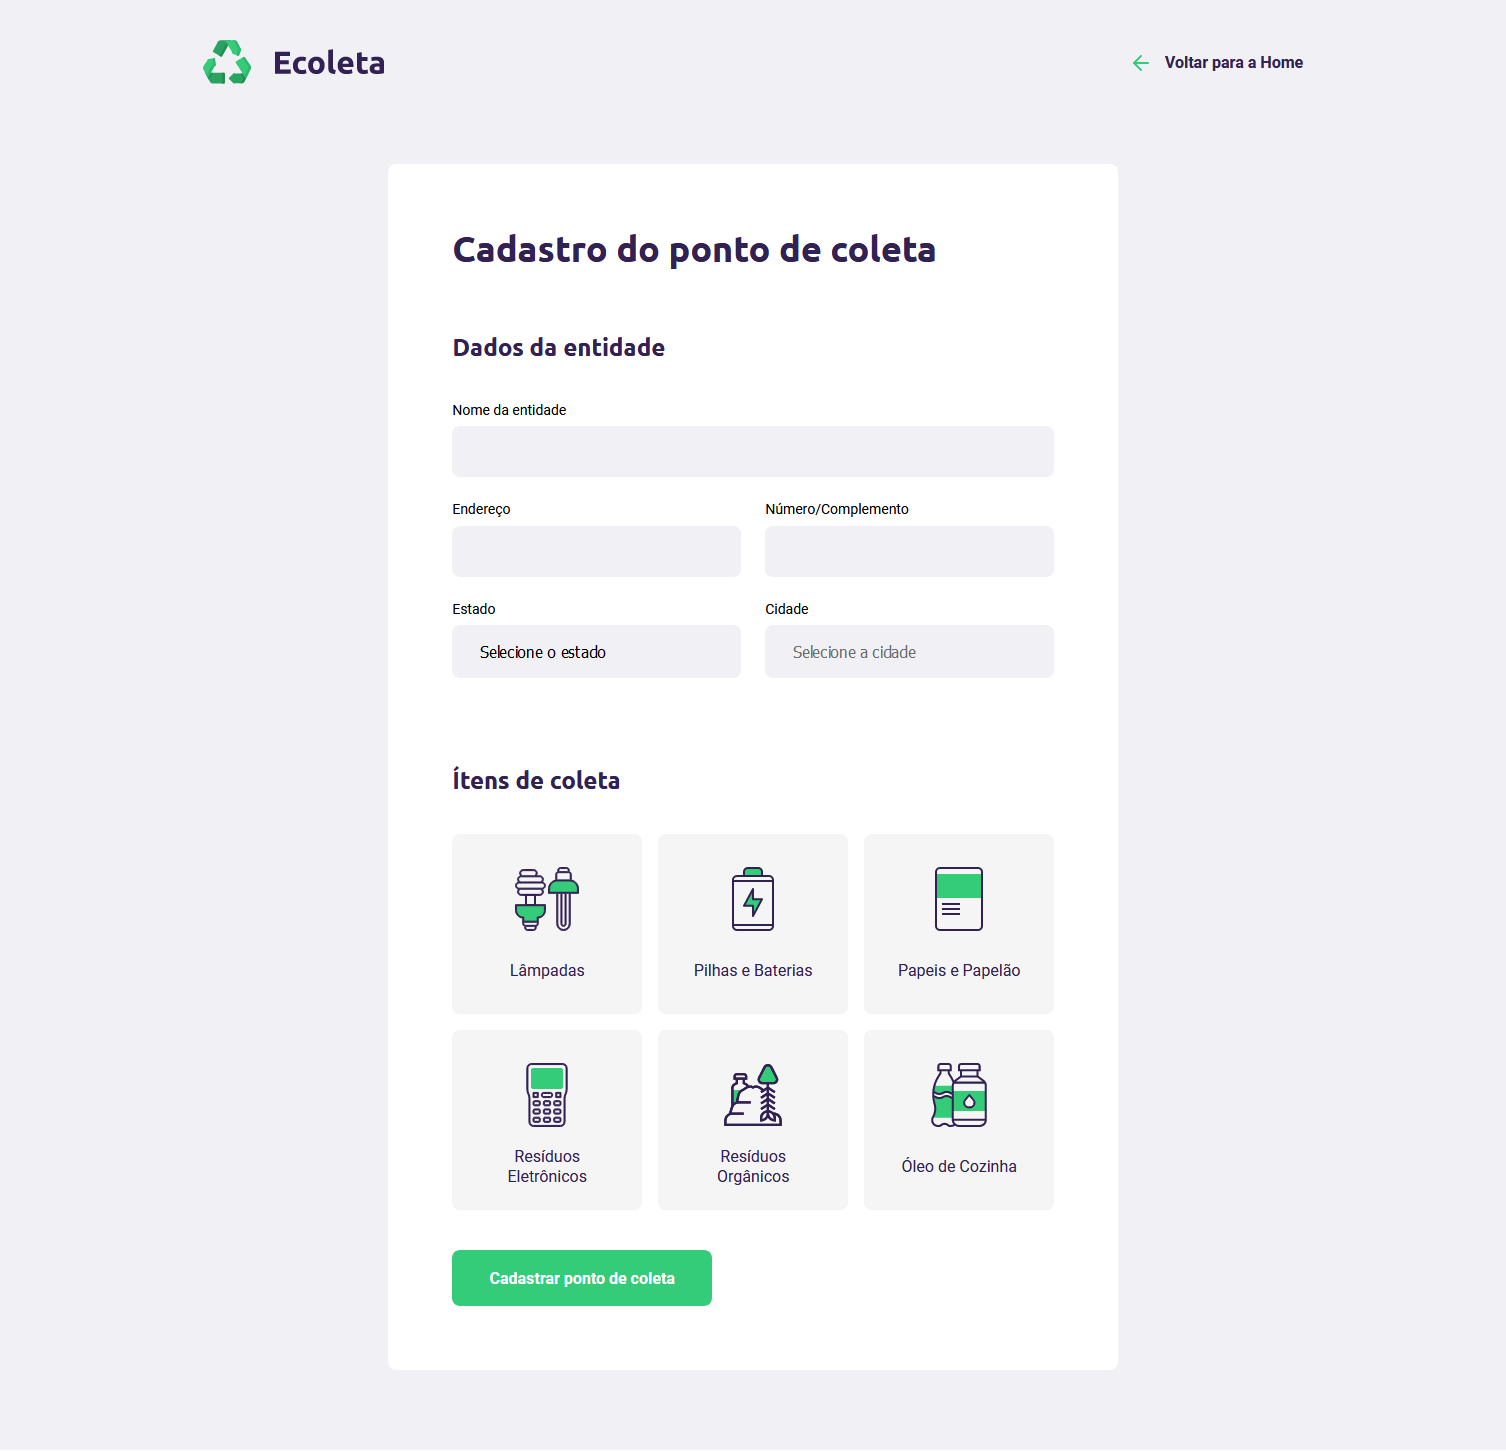 Ecoleta
Voltar para a Home
Cadastro do ponto de coleta
Dados da entidade
Nome da entidade
Endereço
Número/Complemento
Estado
Cidade
Selecione o estado
Selecione a cidade
Ítens de coleta
Lâmpadas
Pilhas e Baterias
Papeis e Papelão
Resíduos
Eletrônicos
Resíduos
Orgânicos
Óleo de Cozinha
Cadastrar ponto de coleta